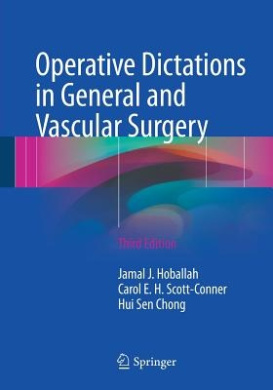 Operative Dictations
in General and
Vascular Surgery
Third Edition
Jamal J. Hoballah
Carol E. H. Scott-Conner
Hui Sen Chong
Springer